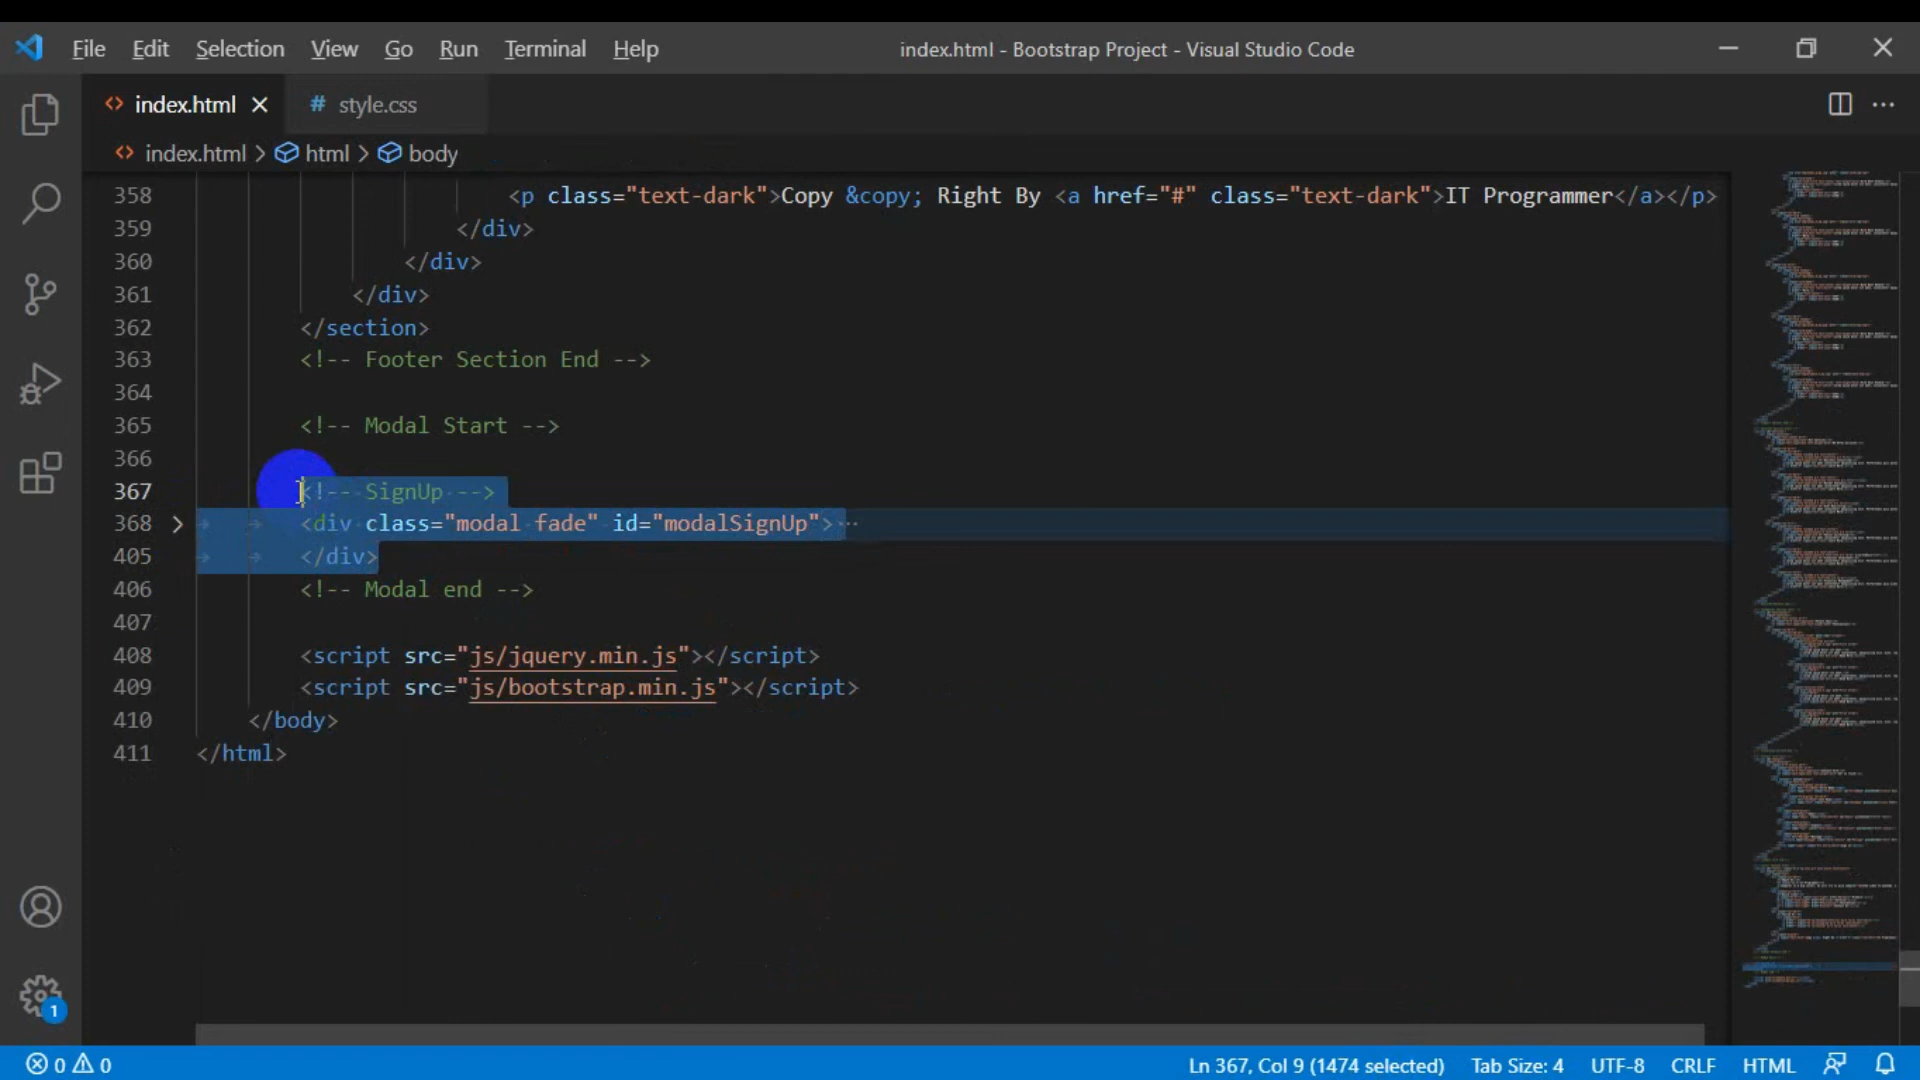 File Edit Selection View Go Run Terminal Help index.html - Bootstrap Project - Visual Studio Code
index.html # style.css
index.html > html > body
358 <p class="text-dark">Copy &copy; Right By <a href="#" class="text-dark">IT Programmer</a></p>
359 </div>
360 </div>
361 </div>
362 </section>
363 <!-- Footer Section End -->
364
365 <!-- Modal Start -->
366
367 <!-- SignUp -->
368 <div class="modal fade" id="modalSignUp">
405 </div>
406 <!-- Modal end -->
407
408 <script src="js/jquery.min.js"></script>
409 <script src="js/bootstrap.min.js"></script>
410 </body>
411 </html>
1
0 0 Ln 367, Col 9 (1474 selected) Tab Size: 4 UTF-8 CRLF HTML